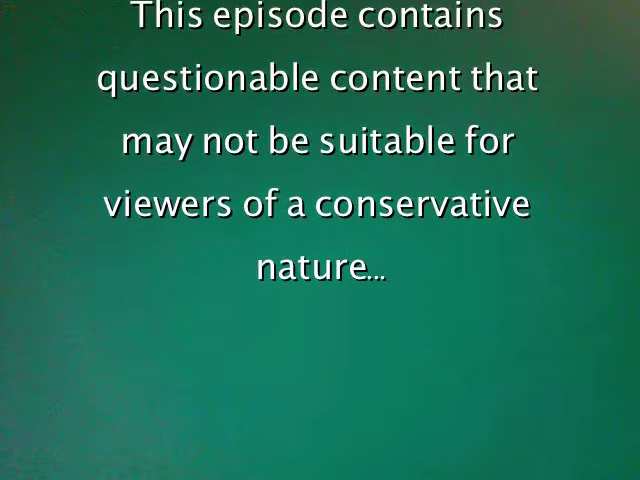 This episode contains
questionable content that
may not be suitable for
viewers of a conservative
nature...